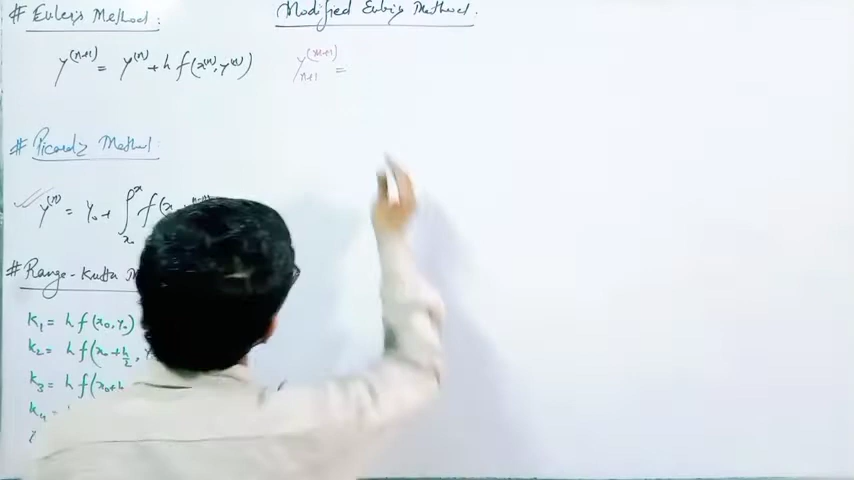 # Euler's Method:
y^(n+1) = y^(n) + h f(x^(n), y^(n))
# Picard's Method:
y^(n) = y₀ + ∫_{x₀}^{x} f(x
# Range-Kutta M
k₁ = h f(x₀, y₀)
k₂ = h f(x₀ + h/2, y
k₃ = h f(x₀ + h
k₄ =
Modified Euler's Method:
y_{n+1}^(m+1) =